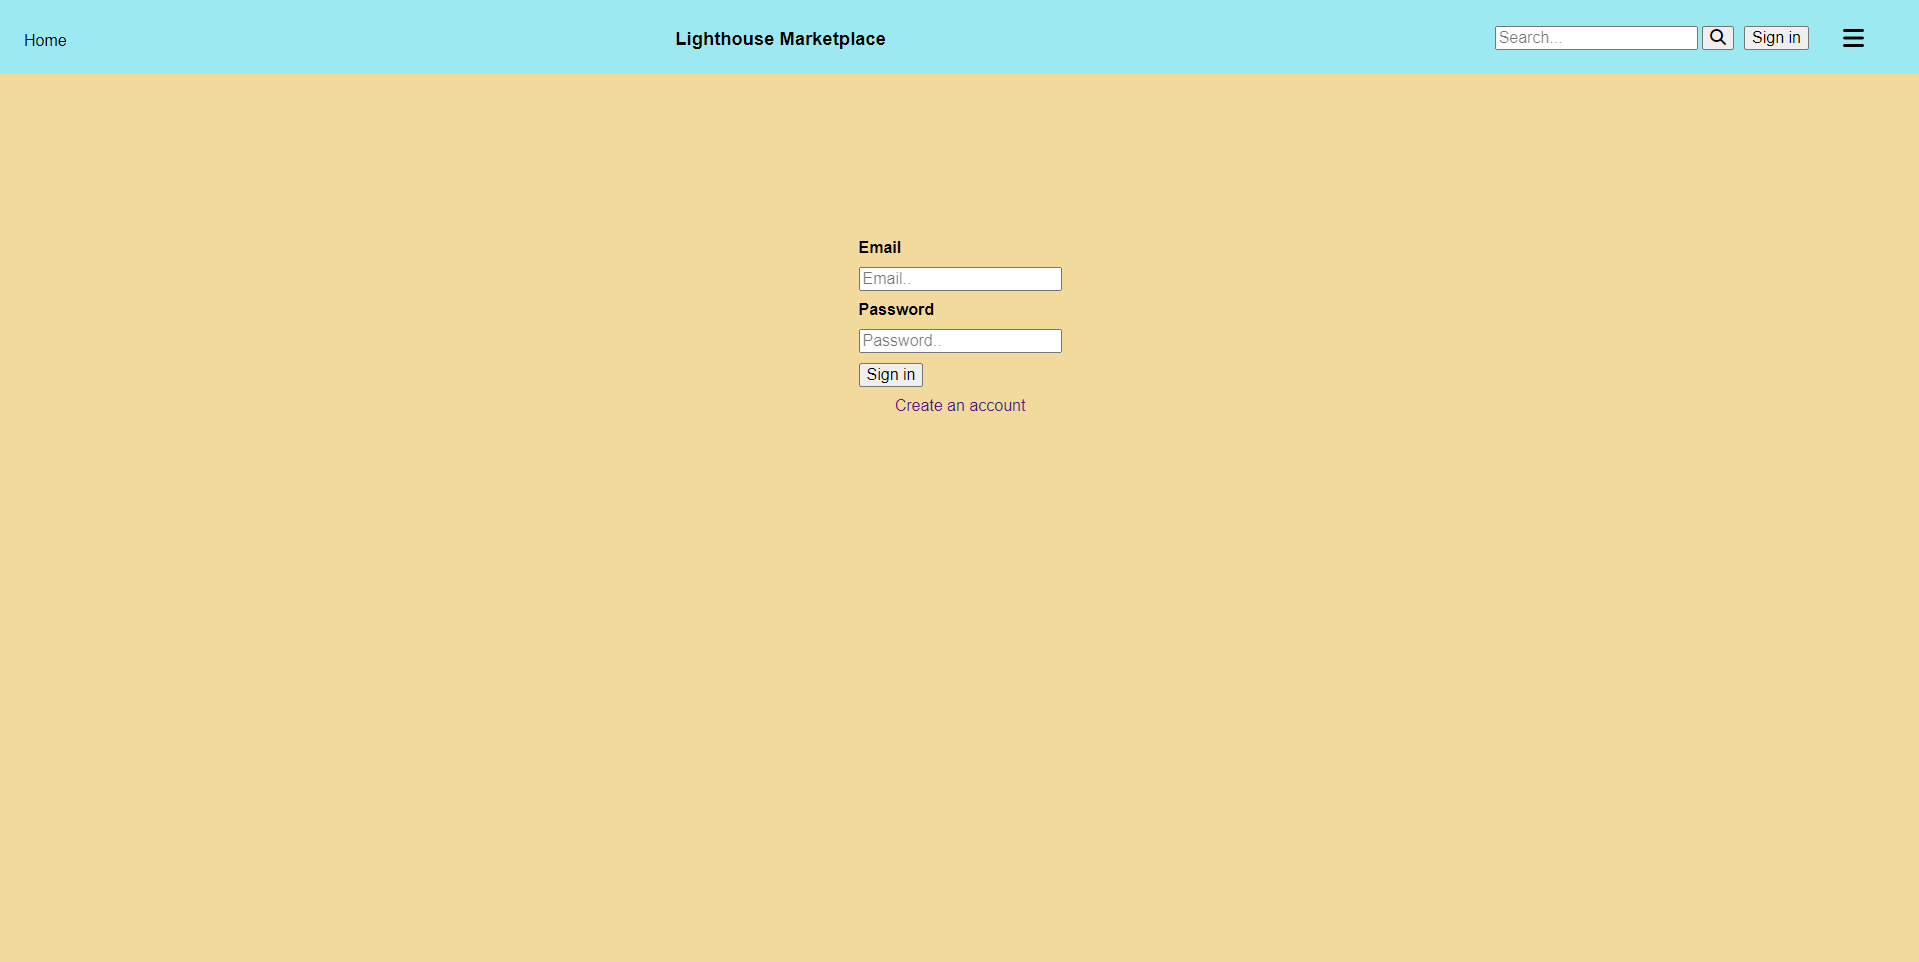 Home
Lighthouse Marketplace
Search...
Sign in
Email
Email..
Password
Password..
Sign in
Create an account